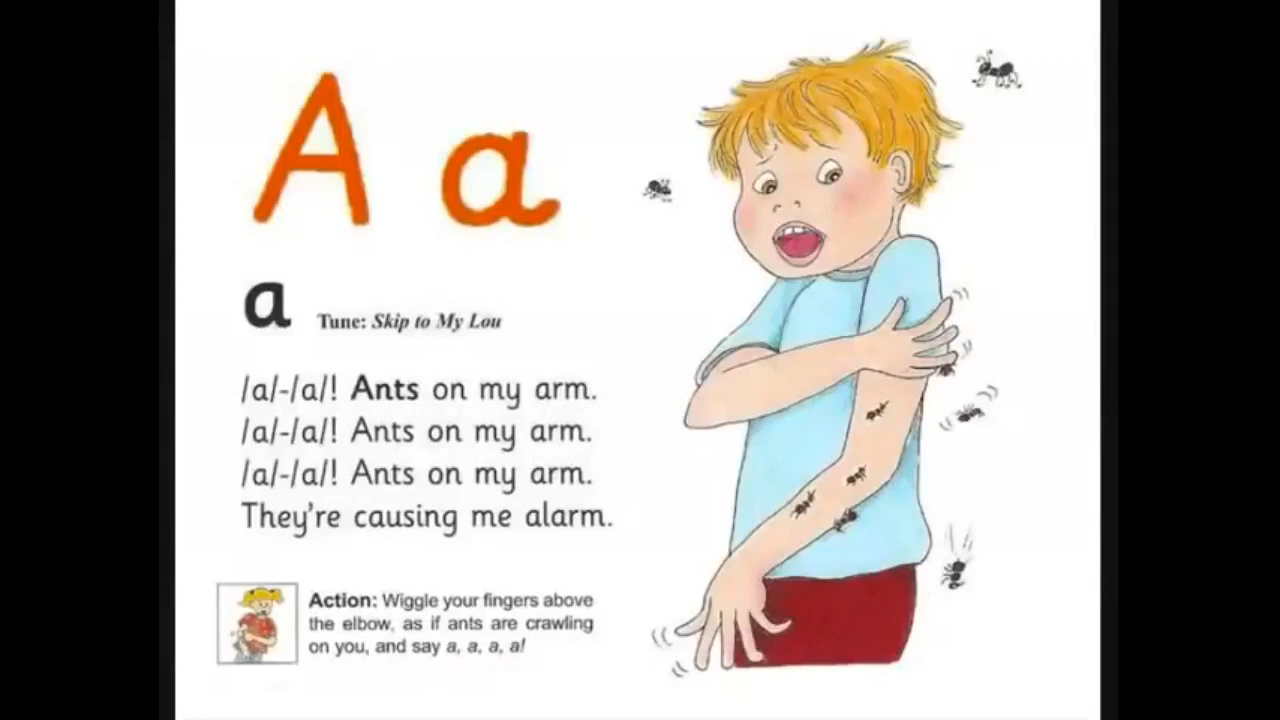 A a
a Tune: Skip to My Lou
/a/-/a/! Ants on my arm.
/a/-/a/! Ants on my arm.
/a/-/a/! Ants on my arm.
They're causing me alarm.
Action: Wiggle your fingers above
the elbow, as if ants are crawling
on you, and say a, a, a, a!